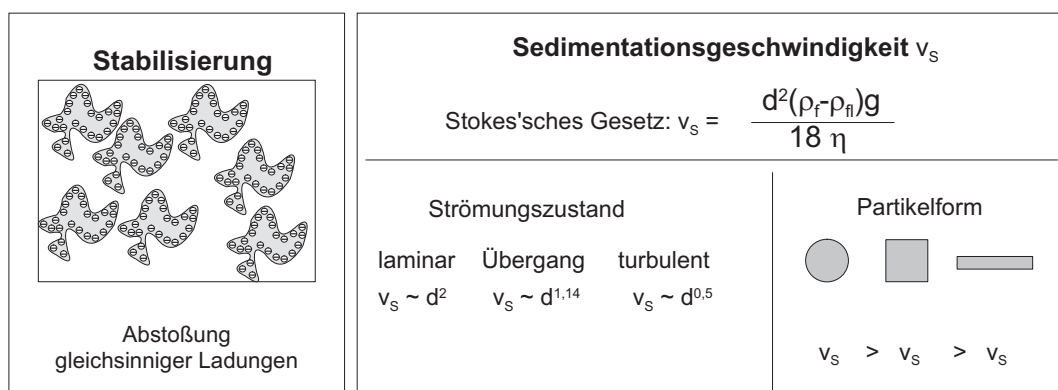 Stabilisierung
Abstoßung
gleichsinniger Ladungen
Sedimentationsgeschwindigkeit vₛ
Stokes'sches Gesetz: vₛ = d²(ρf-ρfl)g
18 η
Strömungszustand
laminar Übergang turbulent
vₛ ~ d² vₛ ~ d¹,¹⁴ vₛ ~ d⁰,⁵
Partikelform
vₛ > vₛ > vₛ